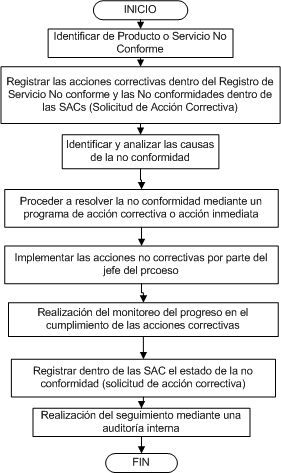 INICIO
Identificar de Producto o Servicio No
Conforme
Registrar las acciones correctivas dentro del Registro de
Servicio No conforme y las No conformidades dentro de
las SACs (Solicitud de Acción Correctiva)
Identificar y analizar las causas
de la no conformidad
Proceder a resolver la no conformidad mediante un
programa de acción correctiva o acción inmediata
Implementar las acciones no correctivas por parte del
jefe del prcoeso
Realización del monitoreo del progreso en el
cumplimiento de las acciones correctivas
Registrar dentro de las SAC el estado de la no
conformidad (solicitud de acción correctiva)
Realización del seguimiento mediante una
auditoría interna
FIN